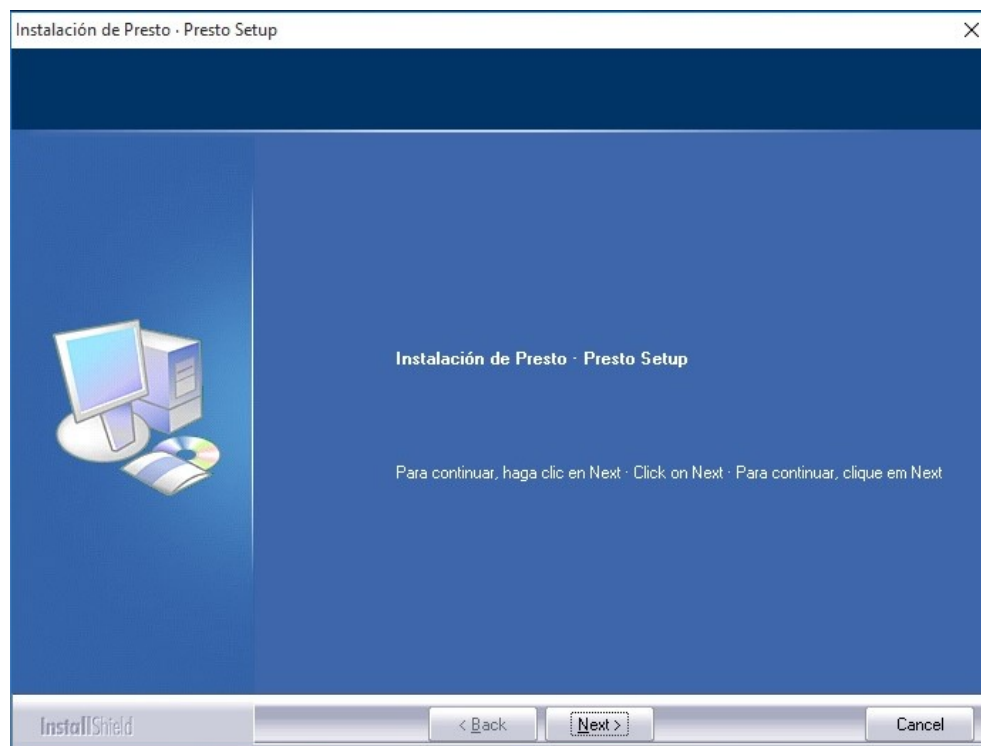 Instalación de Presto · Presto Setup
Instalación de Presto · Presto Setup
Para continuar, haga clic en Next · Click on Next · Para continuar, clique em Next
InstallShield
< Back
Next >
Cancel